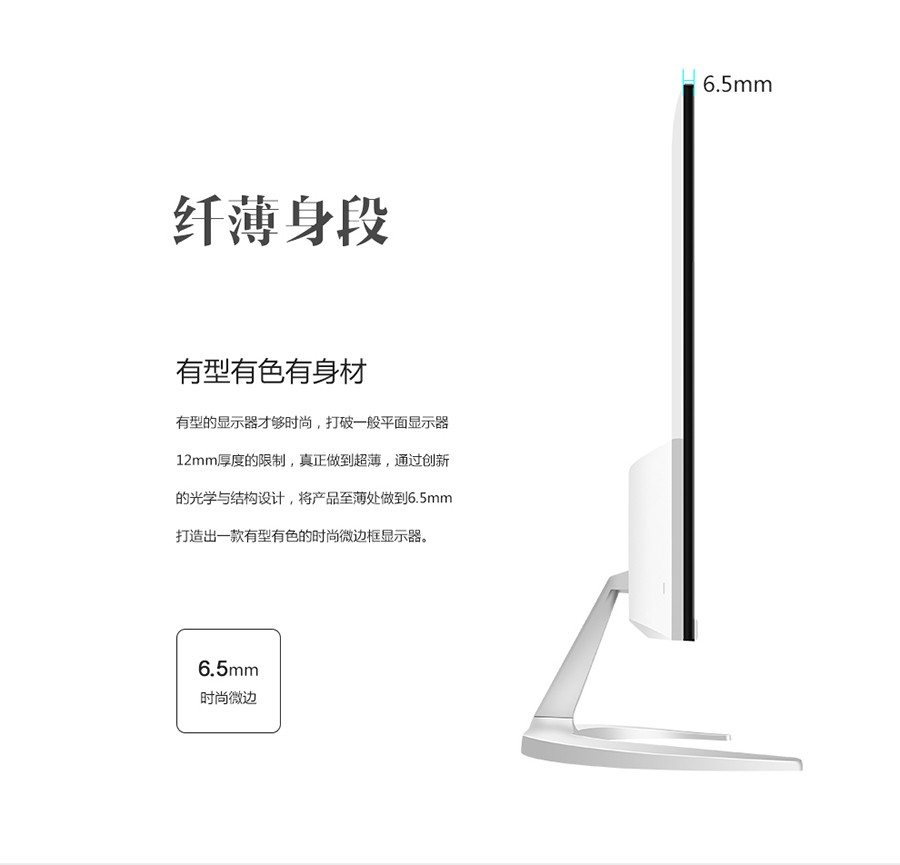 6.5mm
纤薄身段
有型有色有身材
有型的显示器才够时尚，打破一般平面显示器
12mm厚度的限制，真正做到超薄，通过创新
的光学与结构设计，将产品至薄处做到6.5mm
打造出一款有型有色的时尚微边框显示器。
6.5mm
时尚微边